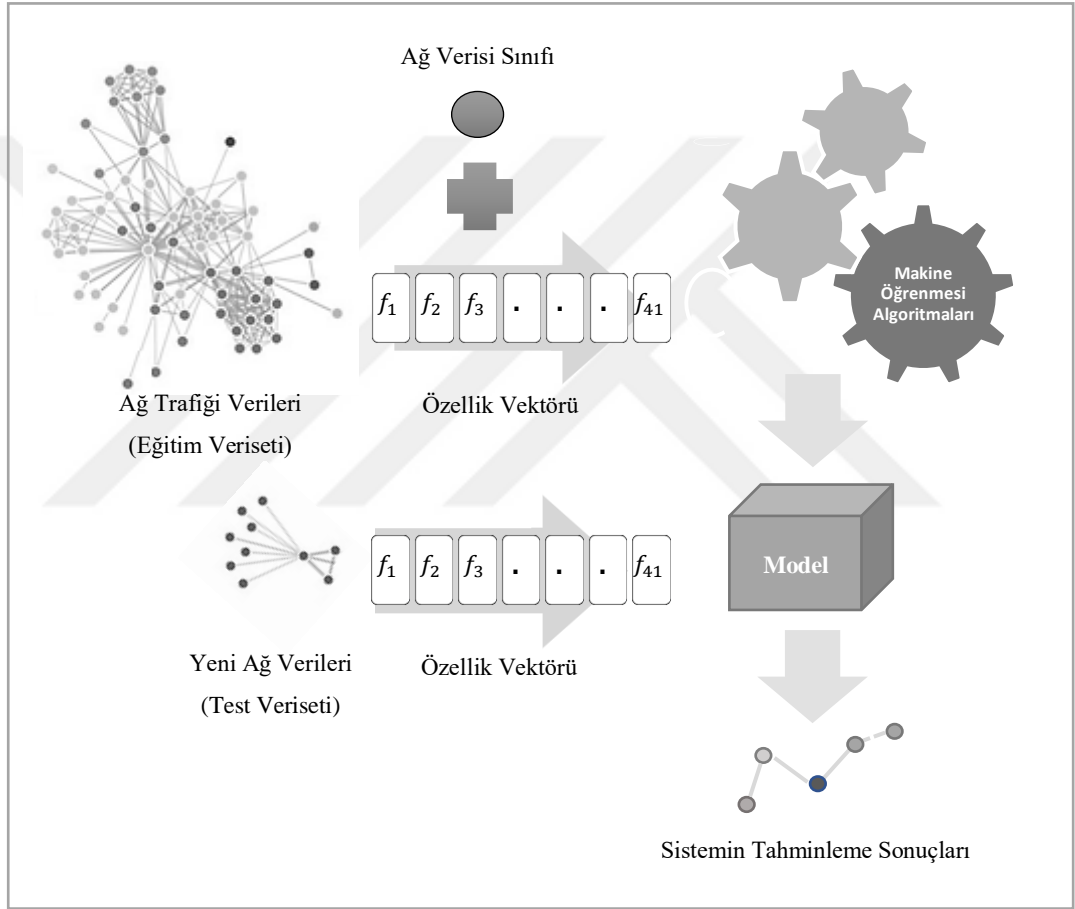 Ağ Verisi Sınıfı
f₁ f₂ f₃ . . . f₄₁
Makine
Öğrenmesi
Algoritmaları
Ağ Trafiği Verileri
(Eğitim Veriseti)
Özellik Vektörü
f₁ f₂ f₃ . . . f₄₁
Model
Yeni Ağ Verileri
(Test Veriseti)
Özellik Vektörü
Sistemin Tahminleme Sonuçları